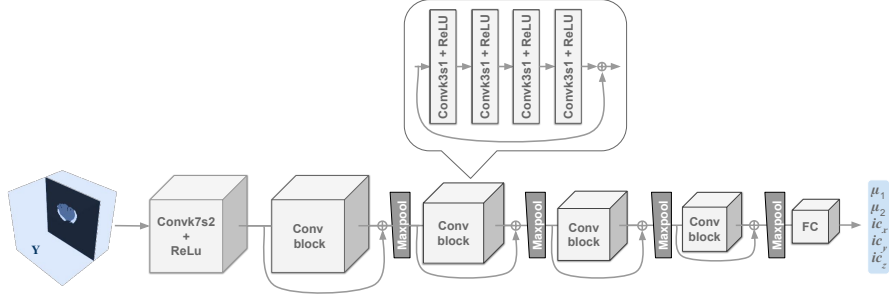 Convk3s1 + ReLU
Convk3s1 + ReLU
Convk3s1 + ReLU
Convk3s1 + ReLU
Y
Convk7s2
+
ReLu
Conv
block
Maxpool
Conv
block
Maxpool
Conv
block
Maxpool
Conv
block
Maxpool
FC
μ1
μ2
icx
icy
icz